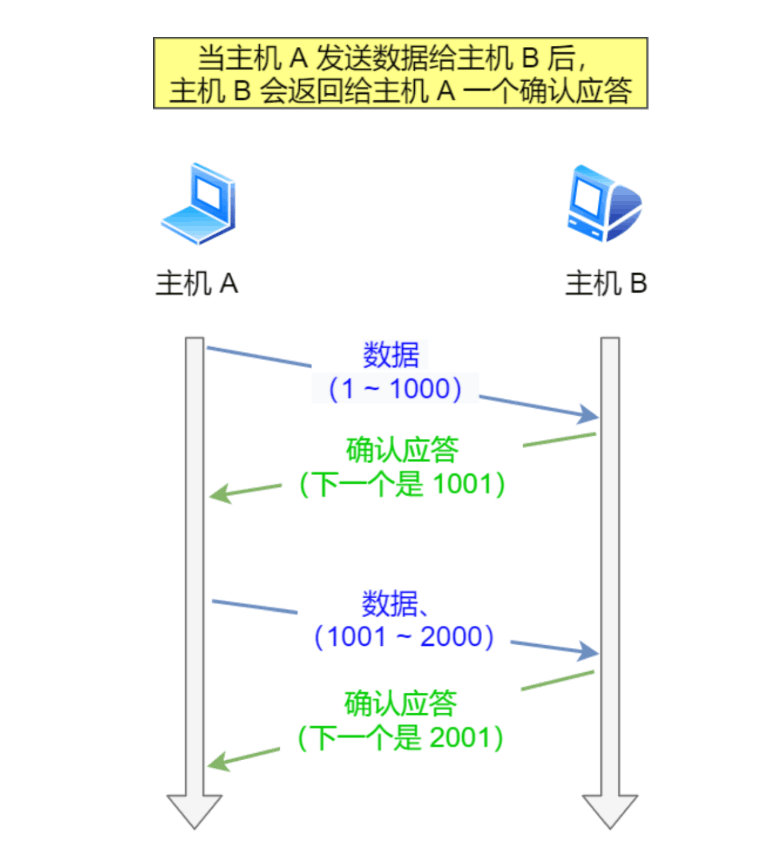 当主机 A 发送数据给主机 B 后，
主机 B 会返回给主机 A 一个确认应答
主机 A
主机 B
数据
（1 ~ 1000）
确认应答
（下一个是 1001）
数据、
（1001 ~ 2000）
确认应答
（下一个是 2001）